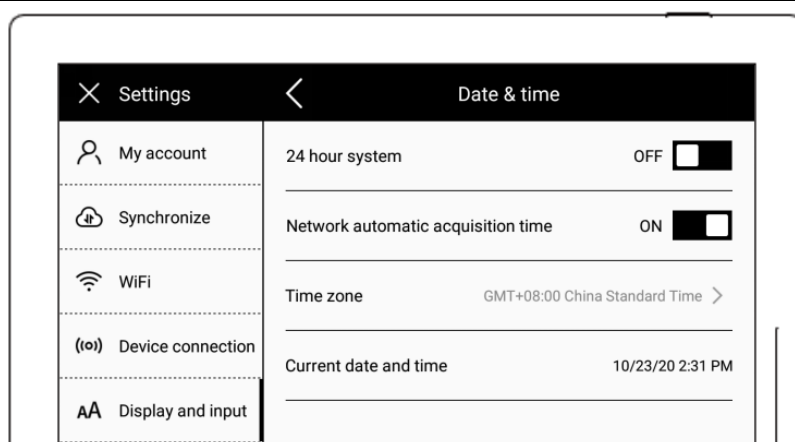 Settings
Date & time
My account
24 hour system
OFF
Synchronize
Network automatic acquisition time
ON
WiFi
Time zone
GMT+08:00 China Standard Time
Device connection
Current date and time
10/23/20 2:31 PM
AA
Display and input